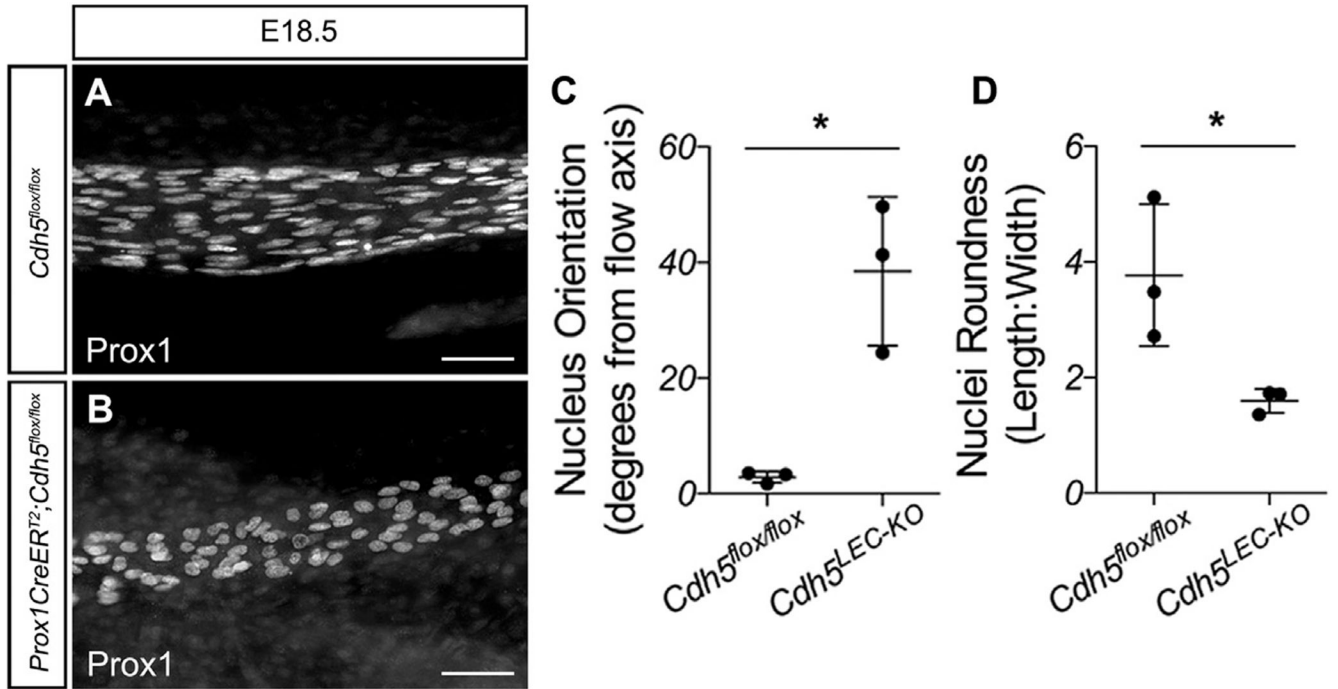 E18.5
Cdh5flox/flox
A
Prox1
Prox1CreERT2;Cdh5flox/flox
B
Prox1
C
Nucleus Orientation
(degrees from flow axis)
*
60
40
20
0
Cdh5flox/flox
Cdh5LEC-KO
D
Nuclei Roundness
(Length:Width)
*
6
4
2
0
Cdh5flox/flox
Cdh5LEC-KO